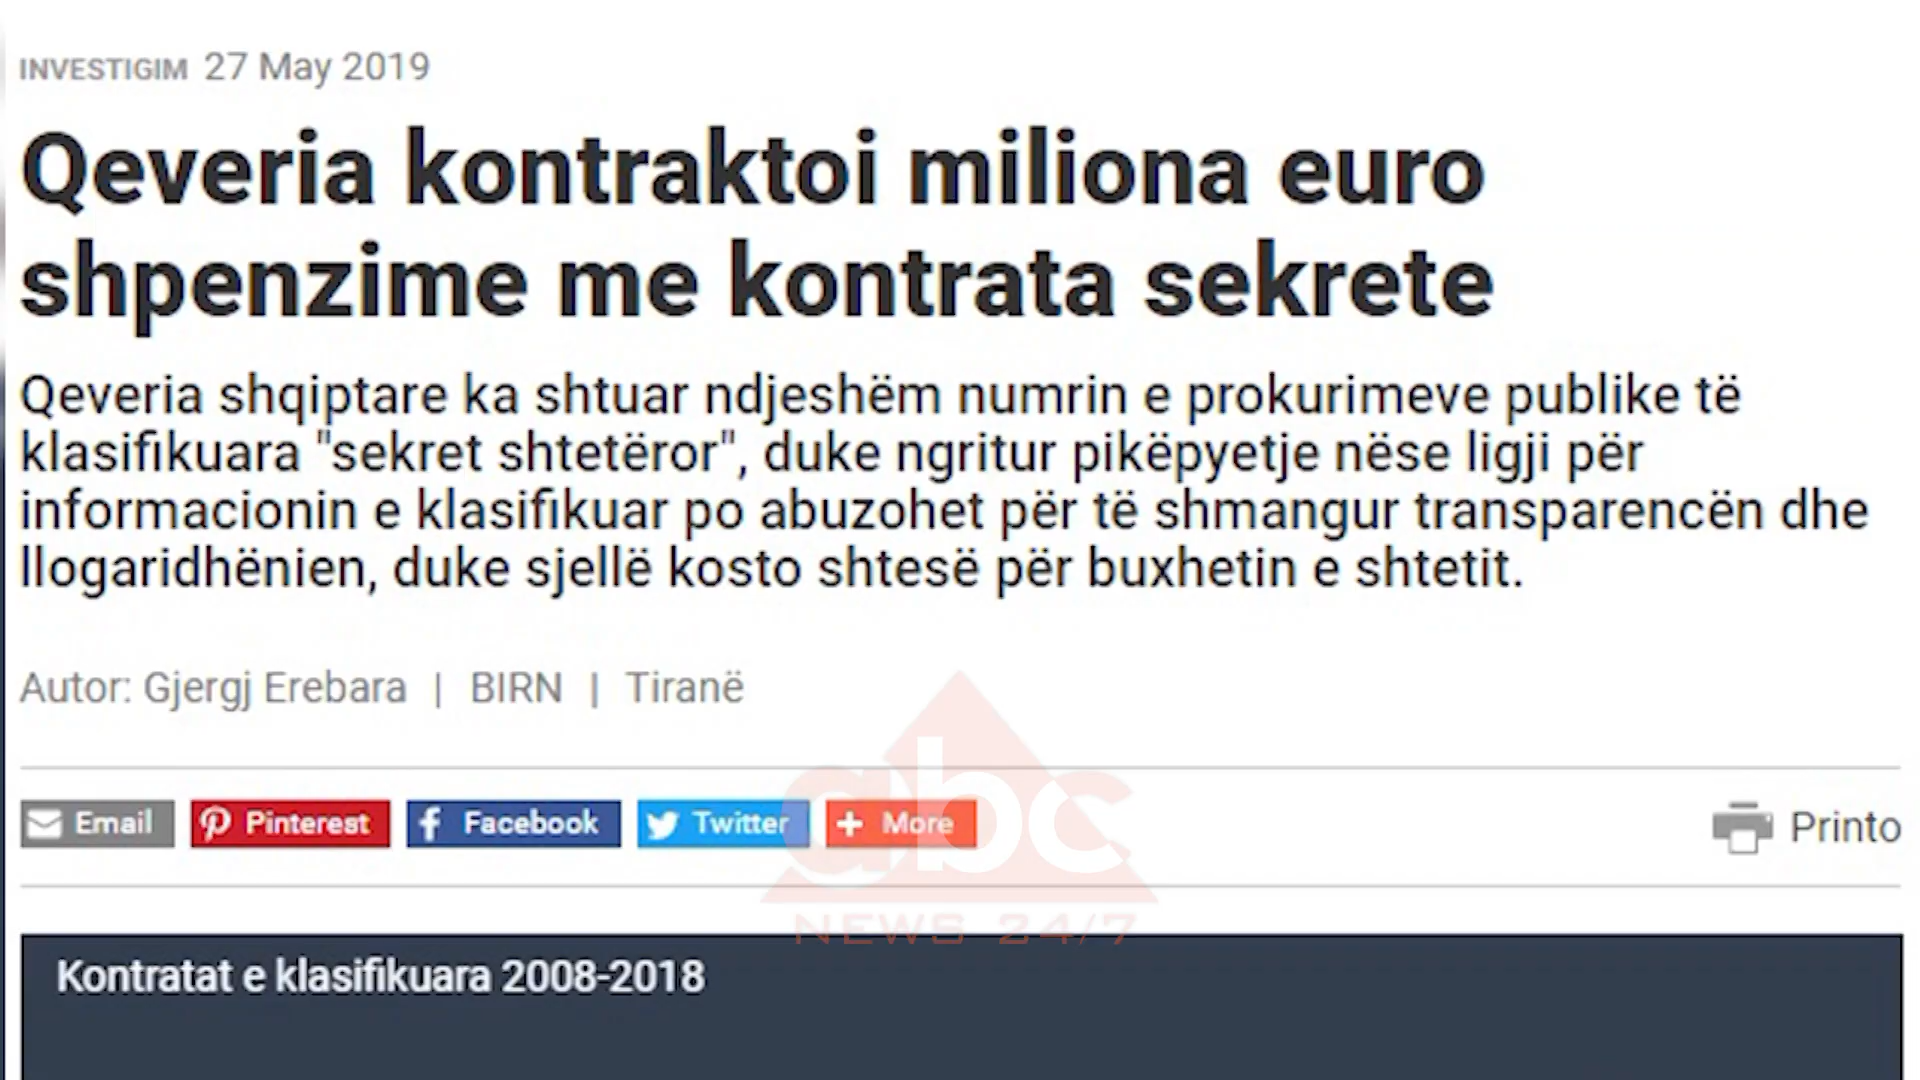 INVESTIGIM 27 May 2019
Qeveria kontraktoi miliona euro
shpenzime me kontrata sekrete
Qeveria shqiptare ka shtuar ndjeshëm numrin e prokurimeve publike të
klasifikuara "sekret shtetëror", duke ngritur pikëpyetje nëse ligji për
informacionin e klasifikuar po abuzohet për të shmangur transparencën dhe
llogaridhënien, duke sjellë kosto shtesë për buxhetin e shtetit.
Autor: Gjergj Erebara | BIRN | Tiranë
Email Pinterest Facebook Twitter More Printo
abc
NEWS 24/7
Kontratat e klasifikuara 2008-2018